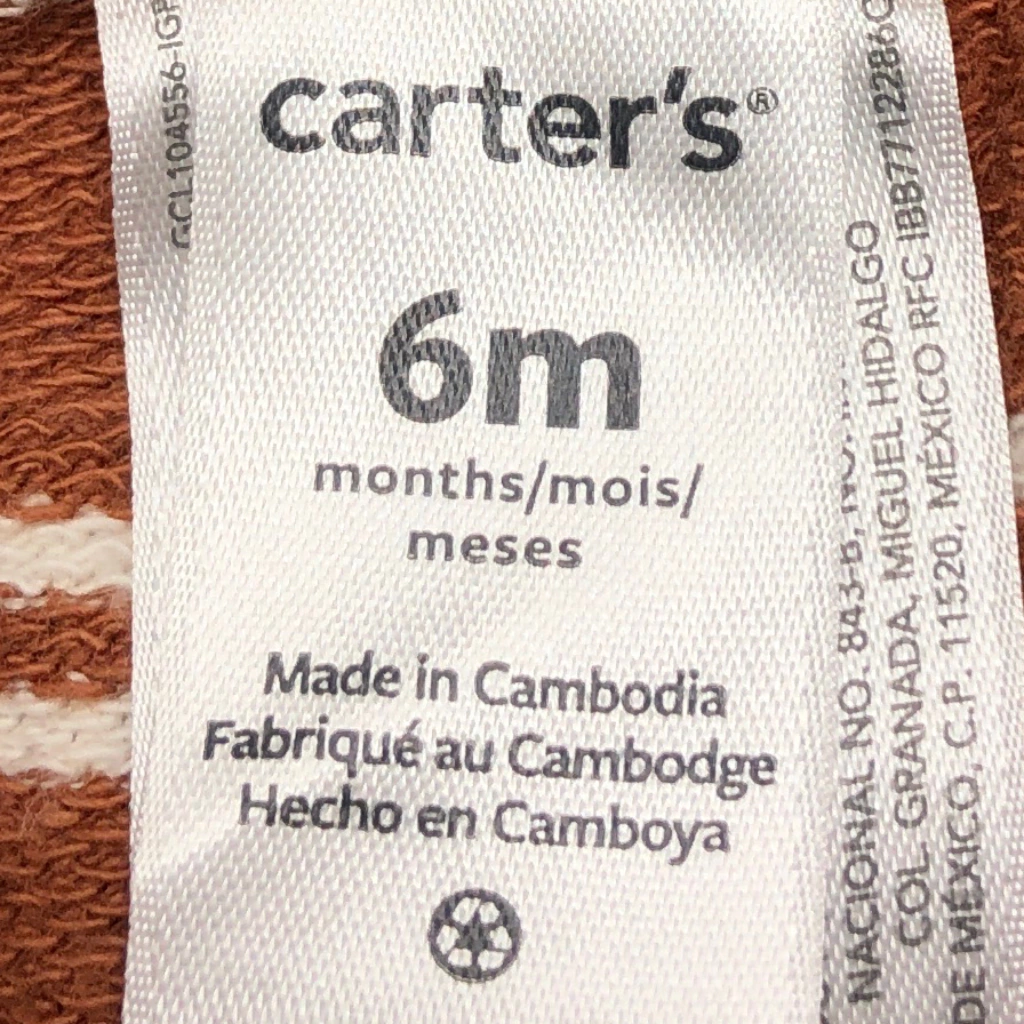 carter's®
6m
months/mois/
meses
Made in Cambodia
Fabriqué au Cambodge
Hecho en Camboya
NACIONAL NO. 843-B,
COL. GRANADA, MIGUEL HIDALGO
DE MÉXICO, C.P. 11520, MÉXICO RFC